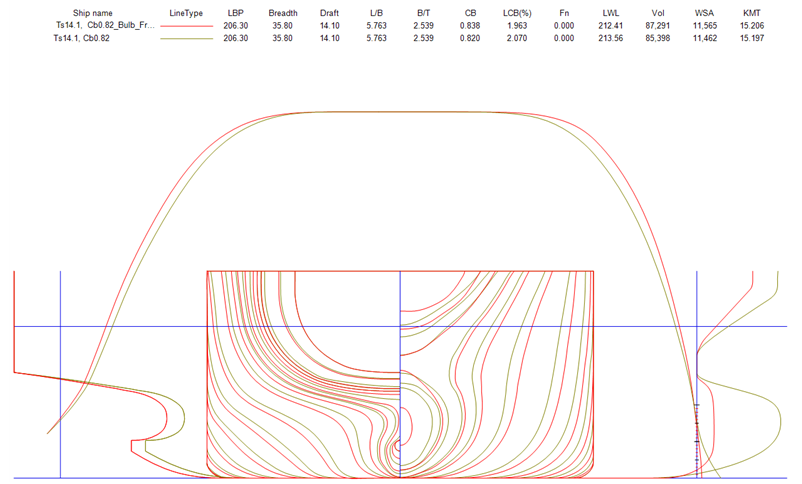 Ship name LineType LBP Breadth Draft L/B B/T CB LCB(%) Fn LWL Vol WSA KMT
Ts14.1, Cb0.82_Bulb_Fr... 206.30 35.80 14.10 5.763 2.539 0.838 1.963 0.000 212.41 87,291 11,565 15.206
Ts14.1, Cb0.82 206.30 35.80 14.10 5.763 2.539 0.820 2.070 0.000 213.56 85,398 11,462 15.197